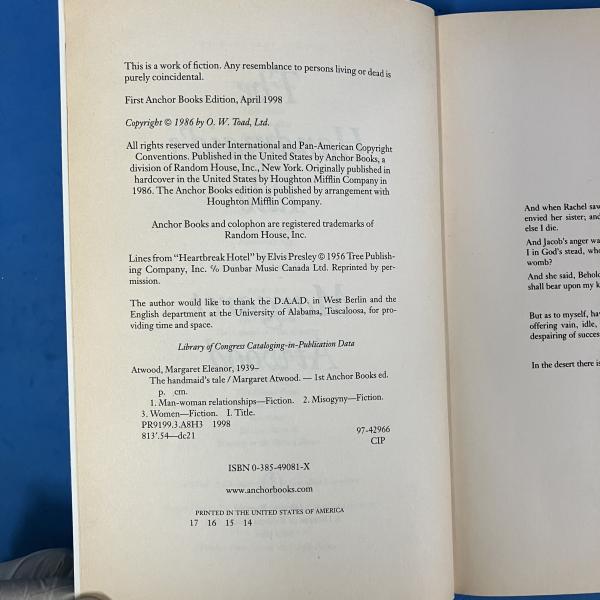 This is a work of fiction. Any resemblance to persons living or dead is
purely coincidental.
First Anchor Books Edition, April 1998
Copyright © 1986 by O. W. Toad, Ltd.
All rights reserved under International and Pan-American Copyright
Conventions. Published in the United States by Anchor Books, a
division of Random House, Inc., New York. Originally published in
hardcover in the United States by Houghton Mifflin Company in
1986. The Anchor Books edition is published by arrangement with
Houghton Mifflin Company.
Anchor Books and colophon are registered trademarks of
Random House, Inc.
Lines from “Heartbreak Hotel” by Elvis Presley © 1956 Tree Publish-
ing Company, Inc. ℅ Dunbar Music Canada Ltd. Reprinted by per-
mission.
The author would like to thank the D.A.A.D. in West Berlin and the
English department at the University of Alabama, Tuscaloosa, for pro-
viding time and space.
Library of Congress Cataloging-in-Publication Data
Atwood, Margaret Eleanor, 1939–
The handmaid's tale / Margaret Atwood. — 1st Anchor Books ed.
p. cm.
1. Man-woman relationships—Fiction. 2. Misogyny—Fiction.
3. Women—Fiction. I. Title.
PR9199.3.A8H3 1998
813'.54—dc21 97-42966
CIP
ISBN 0-385-49081-X
www.anchorbooks.com
PRINTED IN THE UNITED STATES OF AMERICA
17 16 15 14
And when Rachel saw
envied her sister; and
else I die.
And Jacob's anger wa
I in God's stead, who
womb?
And she said, Behol
shall bear upon my k
But as to myself, ha
offering vain, idle,
despairing of succes
In the desert there is